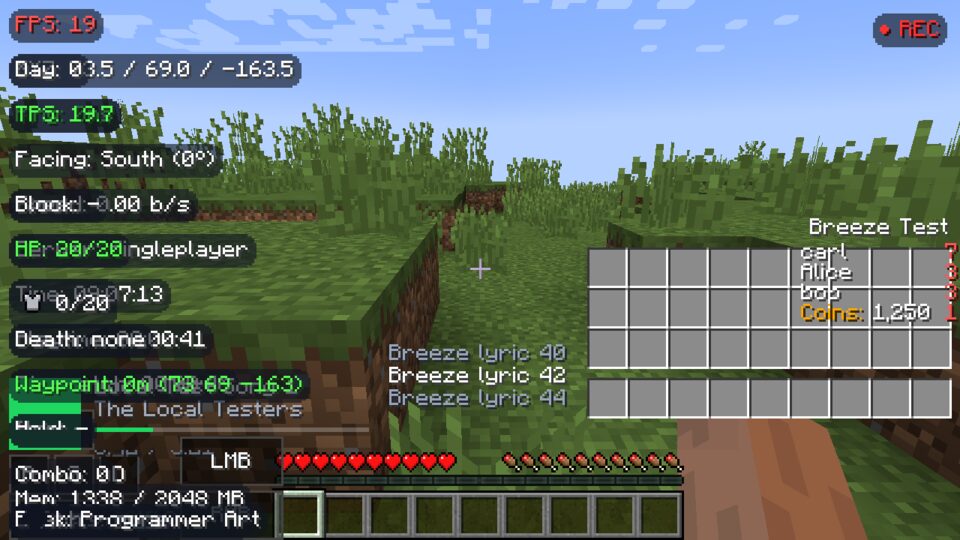 FPS: 19
REC
Day: 03.5 / 69.0 / -163.5
TPS: 19.7
Facing: South (0°)
Block: -0.00 b/s
Breeze Test
HP: 20/20 ingleplayer
carl 7
Alice 3
bob 3
Coins: 1,250 1
7:13
0/20
Death: none 00:41
Breeze lyric 40
Breeze lyric 42
Breeze lyric 44
Waypoint: 0m (73 69 -163)
The Local Testers
LMB
Combo: 0
Mem: 1338 / 2048 MB
Programmer Art